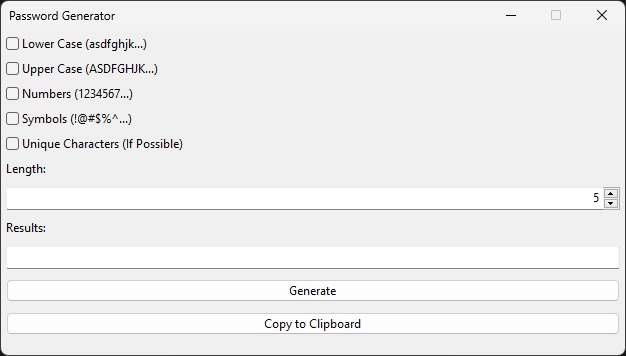 Password Generator
Lower Case (asdfghjk...)
Upper Case (ASDFGHJK...)
Numbers (1234567...)
Symbols (!@#$%^...)
Unique Characters (If Possible)
Length:
5
Results:
Generate
Copy to Clipboard